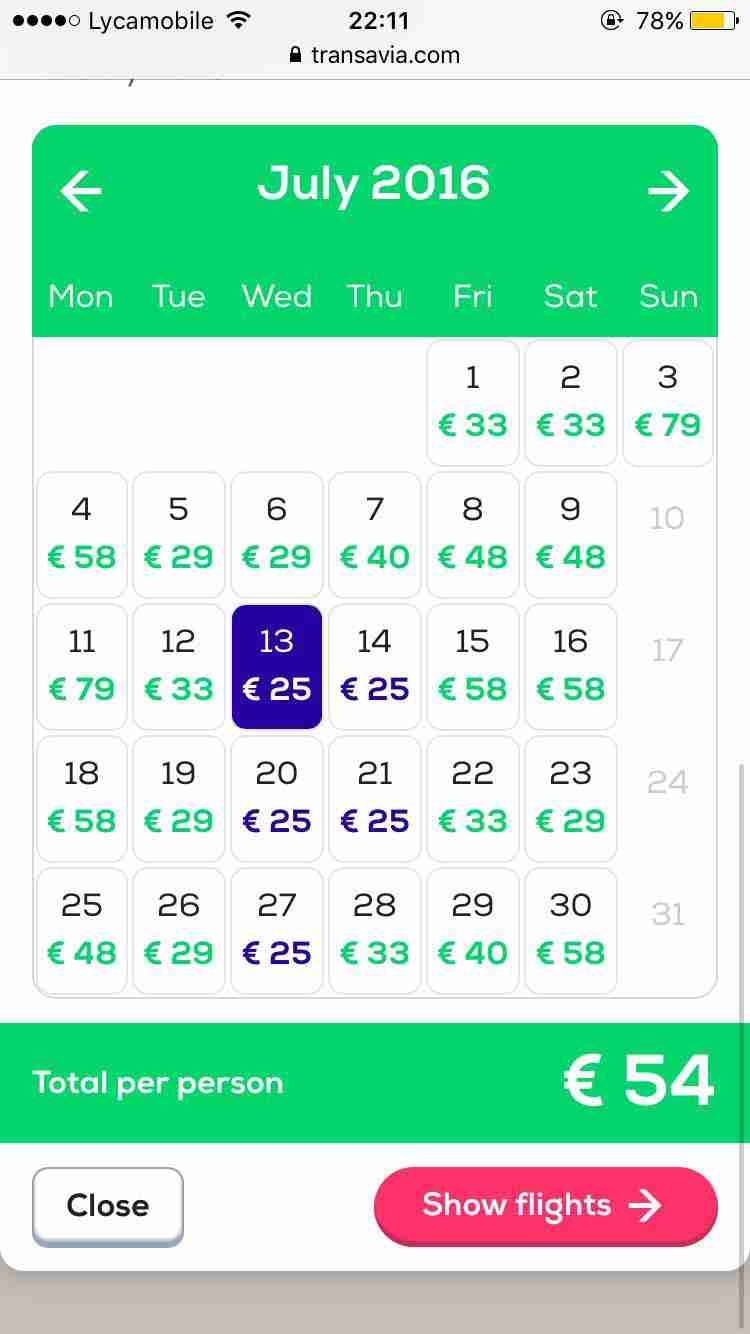 Lycamobile 22:11 78%
transavia.com
July 2016
Mon Tue Wed Thu Fri Sat Sun
1 2 3
€ 33 € 33 € 79
4 5 6 7 8 9 10
€ 58 € 29 € 29 € 40 € 48 € 48
11 12 13 14 15 16 17
€ 79 € 33 € 25 € 25 € 58 € 58
18 19 20 21 22 23 24
€ 58 € 29 € 25 € 25 € 33 € 29
25 26 27 28 29 30 31
€ 48 € 29 € 25 € 33 € 40 € 58
Total per person € 54
Close Show flights